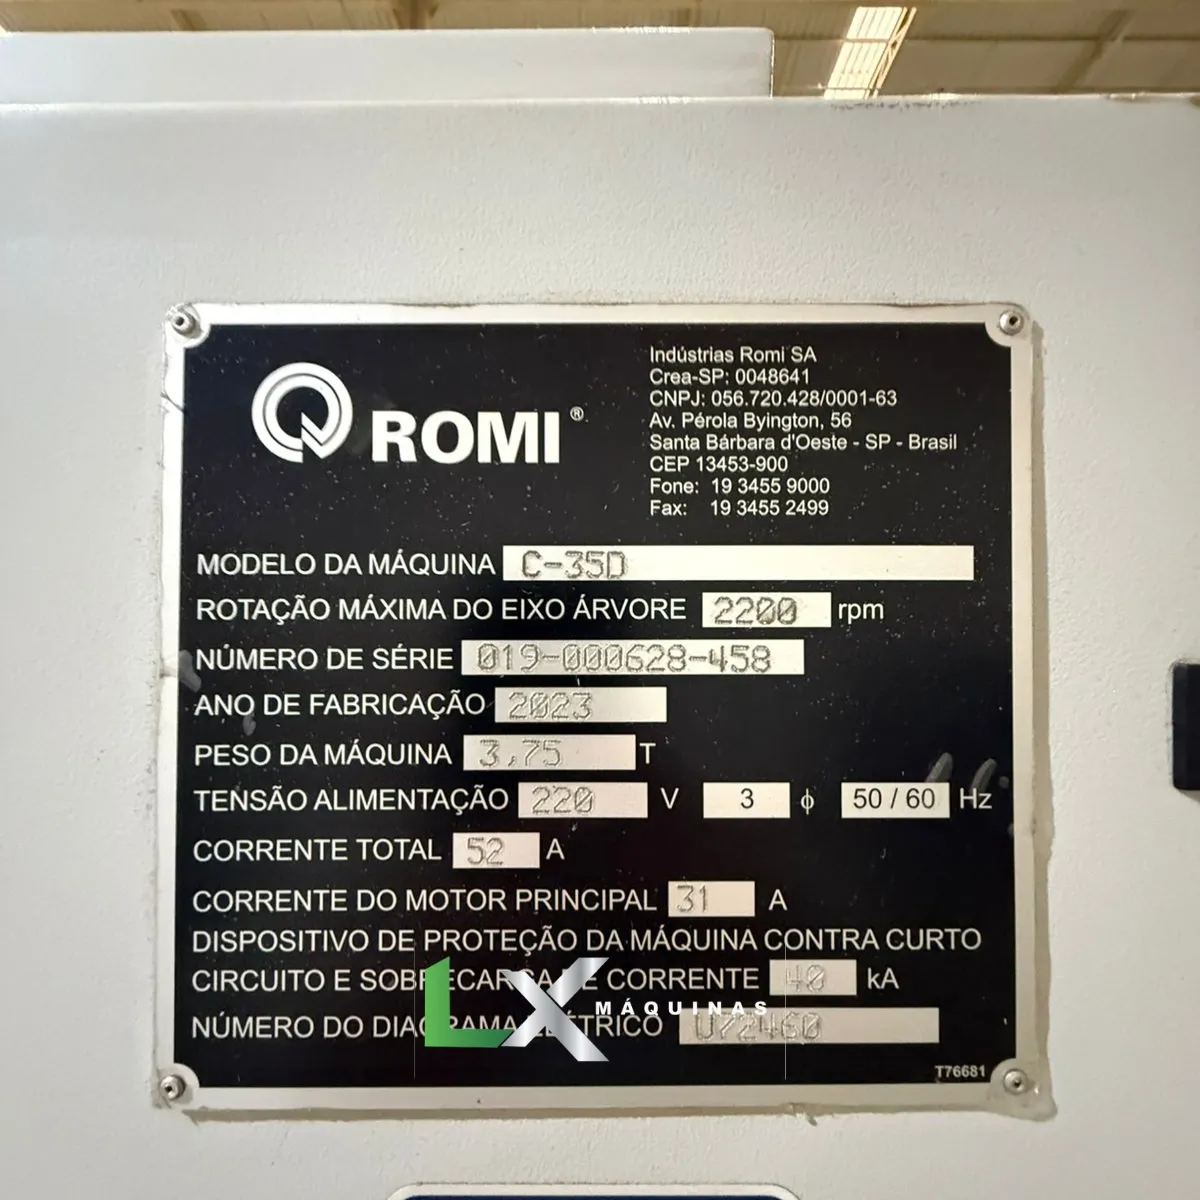 ROMI®
Indústrias Romi SA
Crea-SP: 0048641
CNPJ: 056.720.428/0001-63
Av. Pérola Byington, 56
Santa Bárbara d'Oeste - SP - Brasil
CEP 13453-900
Fone: 19 3455 9000
Fax: 19 3455 2499
MODELO DA MÁQUINA C-35D
ROTAÇÃO MÁXIMA DO EIXO ÁRVORE 2200 rpm
NÚMERO DE SÉRIE 019-000628-458
ANO DE FABRICAÇÃO 2023
PESO DA MÁQUINA 3,75 T
TENSÃO ALIMENTAÇÃO 220 V 3 ϕ 50 / 60 Hz
CORRENTE TOTAL 52 A
CORRENTE DO MOTOR PRINCIPAL 31 A
DISPOSITIVO DE PROTEÇÃO DA MÁQUINA CONTRA CURTO
CIRCUITO E SOBRECARGA DE CORRENTE 40 kA
NÚMERO DO DIAGRAMA ELÉTRICO U72460
LX MÁQUINAS
T76681